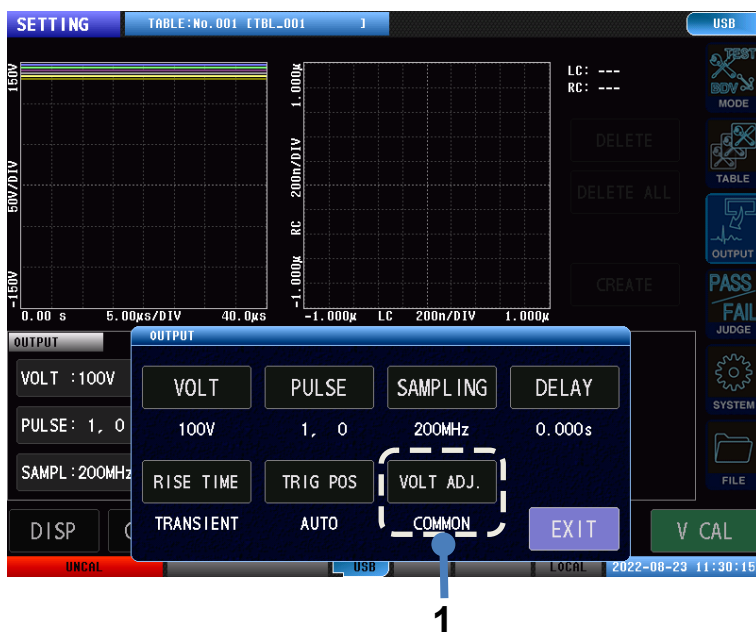 SETTING TABLE:No.001 [TBL_001 ] USB
150V
50V/DIV
-150V
0.00 s 5.00µs/DIV 40.0µs
1.000µ
200n/DIV
RC
-1.000µ
-1.000µ LC 200n/DIV 1.000µ
LC: ---
RC: ---
DELETE
DELETE ALL
CREATE
TEST
BDV
MODE
TABLE
OUTPUT
PASS
FAIL
JUDGE
SYSTEM
FILE
OUTPUT
VOLT :100V
PULSE: 1, 0
SAMPL:200MHz
OUTPUT
VOLT PULSE SAMPLING DELAY
100V 1, 0 200MHz 0.000s
RISE TIME TRIG POS VOLT ADJ.
TRANSIENT AUTO COMMON EXIT
DISP V CAL
UNCAL USB LOCAL 2022-08-23 11:30:15
1